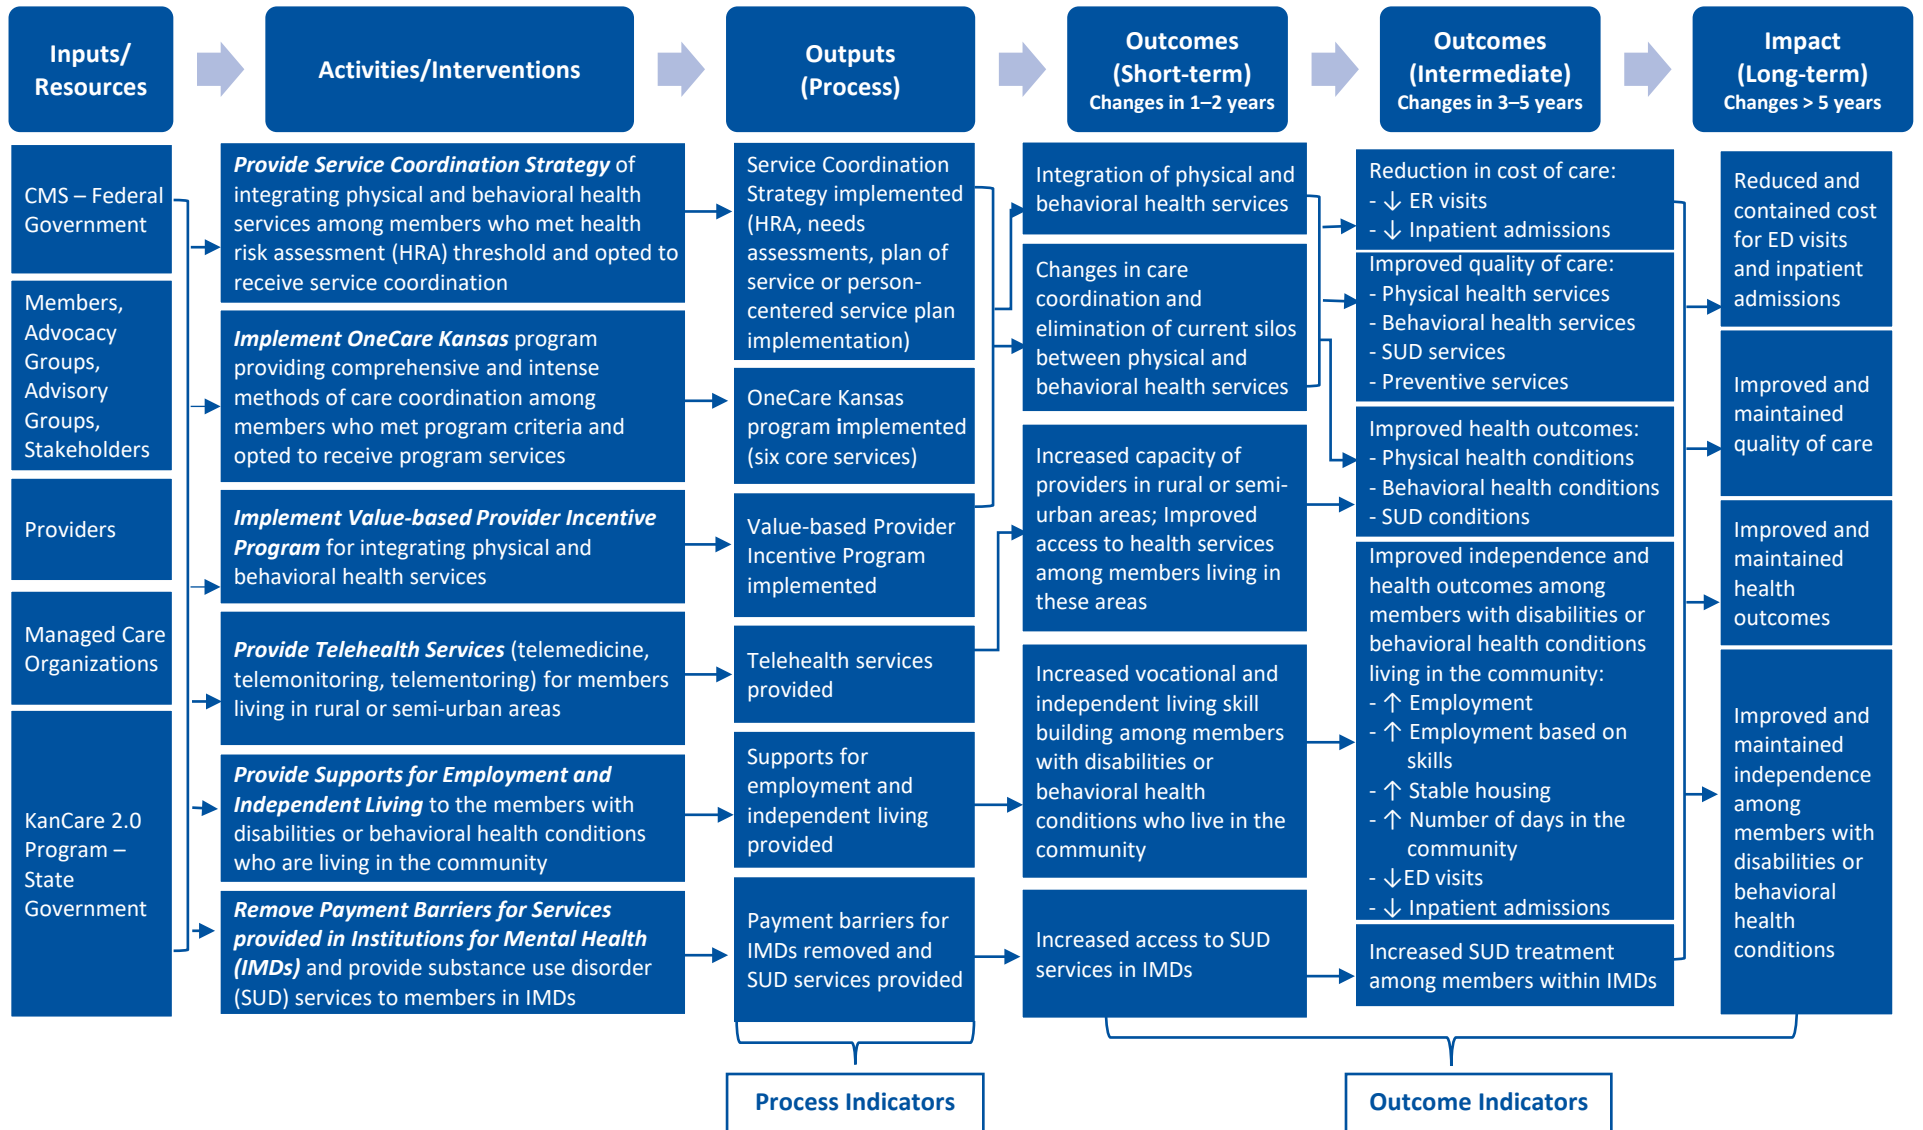 Inputs/
Resources
Activities/Interventions
Outputs
(Process)
Outcomes
(Short-term)
Changes in 1–2 years
Outcomes
(Intermediate)
Changes in 3–5 years
Impact
(Long-term)
Changes > 5 years
CMS – Federal
Government
Members,
Advocacy
Groups,
Advisory
Groups,
Stakeholders
Providers
Managed Care
Organizations
KanCare 2.0
Program –
State
Government
Provide Service Coordination Strategy of
integrating physical and behavioral health
services among members who met health
risk assessment (HRA) threshold and opted to
receive service coordination
Implement OneCare Kansas program
providing comprehensive and intense
methods of care coordination among
members who met program criteria and
opted to receive program services
Implement Value-based Provider Incentive
Program for integrating physical and
behavioral health services
Provide Telehealth Services (telemedicine,
telemonitoring, telementoring) for members
living in rural or semi-urban areas
Provide Supports for Employment and
Independent Living to the members with
disabilities or behavioral health conditions
who are living in the community
Remove Payment Barriers for Services
provided in Institutions for Mental Health
(IMDs) and provide substance use disorder
(SUD) services to members in IMDs
Service Coordination
Strategy implemented
(HRA, needs
assessments, plan of
service or person-
centered service plan
implementation)
OneCare Kansas
program implemented
(six core services)
Value-based Provider
Incentive Program
implemented
Telehealth services
provided
Supports for
employment and
independent living
provided
Payment barriers for
IMDs removed and
SUD services provided
Integration of physical and
behavioral health services
Changes in care
coordination and
elimination of current silos
between physical and
behavioral health services
Increased capacity of
providers in rural or semi-
urban areas; Improved
access to health services
among members living in
these areas
Increased vocational and
independent living skill
building among members
with disabilities or
behavioral health
conditions who live in the
community
Increased access to SUD
services in IMDs
Reduction in cost of care:
- ↓ ER visits
- ↓ Inpatient admissions
Improved quality of care:
- Physical health services
- Behavioral health services
- SUD services
- Preventive services
Improved health outcomes:
- Physical health conditions
- Behavioral health conditions
- SUD conditions
Improved independence and
health outcomes among
members with disabilities or
behavioral health conditions
living in the community:
- ↑ Employment
- ↑ Employment based on
skills
- ↑ Stable housing
- ↑ Number of days in the
community
- ↓ED visits
- ↓ Inpatient admissions
Increased SUD treatment
among members within IMDs
Reduced and
contained cost
for ED visits
and inpatient
admissions
Improved and
maintained
quality of care
Improved and
maintained
health
outcomes
Improved and
maintained
independence
among
members with
disabilities or
behavioral
health
conditions
Process Indicators
Outcome Indicators